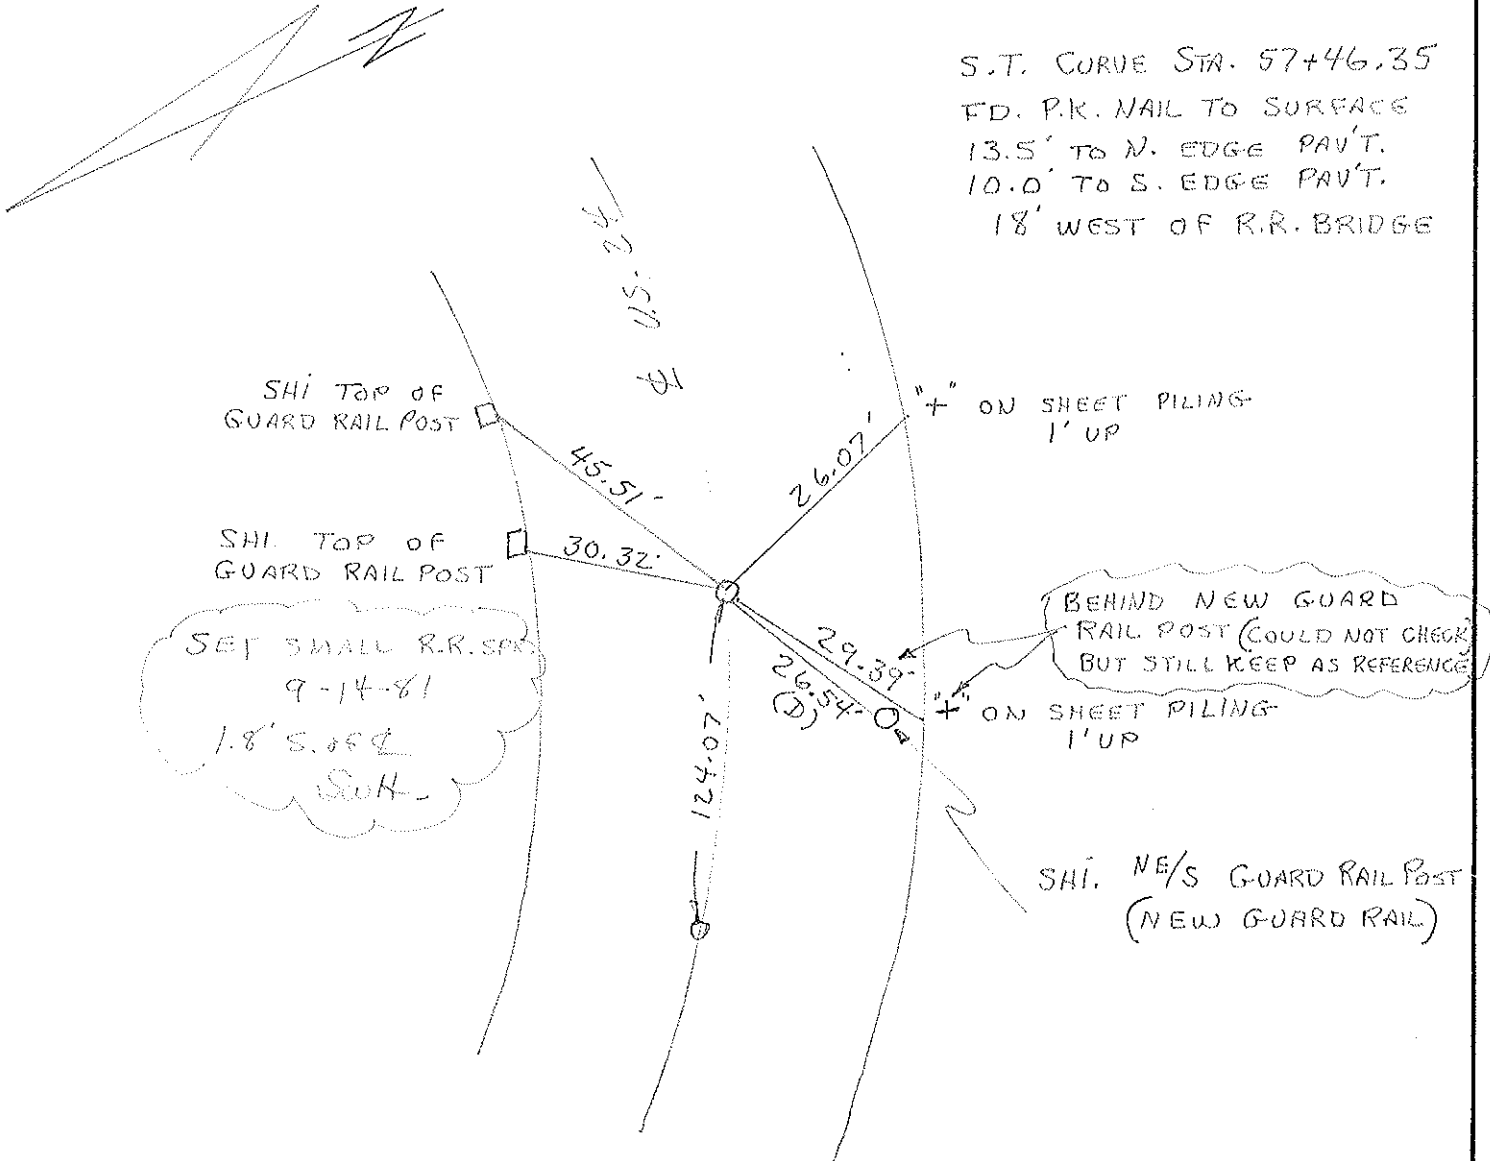 N
S.T. CURVE STA. 57+46.35
FD. P.K. NAIL TO SURFACE
13.5' TO N. EDGE PAV'T.
10.0' TO S. EDGE PAV'T.
18' WEST OF R.R. BRIDGE
℄ U.S. 24
SHI TOP OF
GUARD RAIL POST
45.51'
26.07'
"+" ON SHEET PILING
1' UP
SHI. TOP OF
GUARD RAIL POST
30.32'
SET SMALL R.R. SPK
9-14-81
1.8' S. OF ℄
BEHIND NEW GUARD
RAIL POST (COULD NOT CHECK)
BUT STILL KEEP AS REFERENCE
29.39'
26.54'
(D)
"+" ON SHEET PILING
1' UP
124.07'
SHI. NE/S GUARD RAIL POST
(NEW GUARD RAIL)